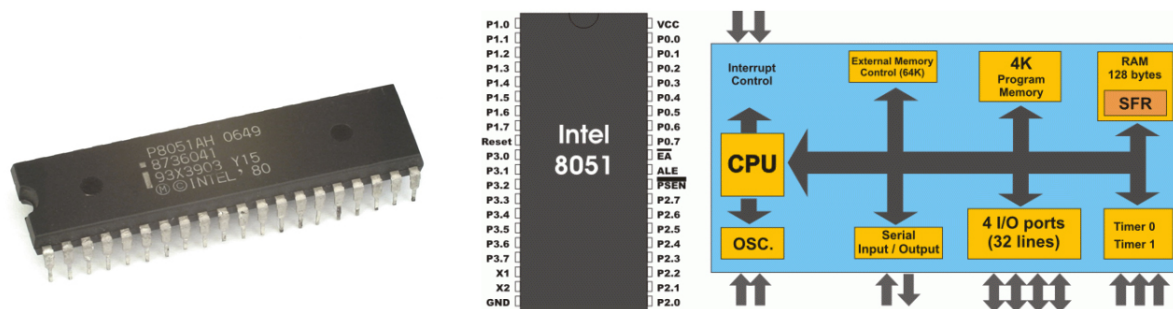 P8051AH 0649
8736041
93X3903 Y15
Ⓜ©INTEL '80
P1.0
P1.1
P1.2
P1.3
P1.4
P1.5
P1.6
P1.7
Reset
P3.0
P3.1
P3.2
P3.3
P3.4
P3.5
P3.6
P3.7
X1
X2
GND
Intel
8051
VCC
P0.0
P0.1
P0.2
P0.3
P0.4
P0.5
P0.6
P0.7
EA
ALE
PSEN
P2.7
P2.6
P2.5
P2.4
P2.3
P2.2
P2.1
P2.0
Interrupt
Control
External Memory
Control (64K)
4K
Program
Memory
RAM
128 bytes
SFR
CPU
OSC.
Serial
Input / Output
4 I/O ports
(32 lines)
Timer 0
Timer 1